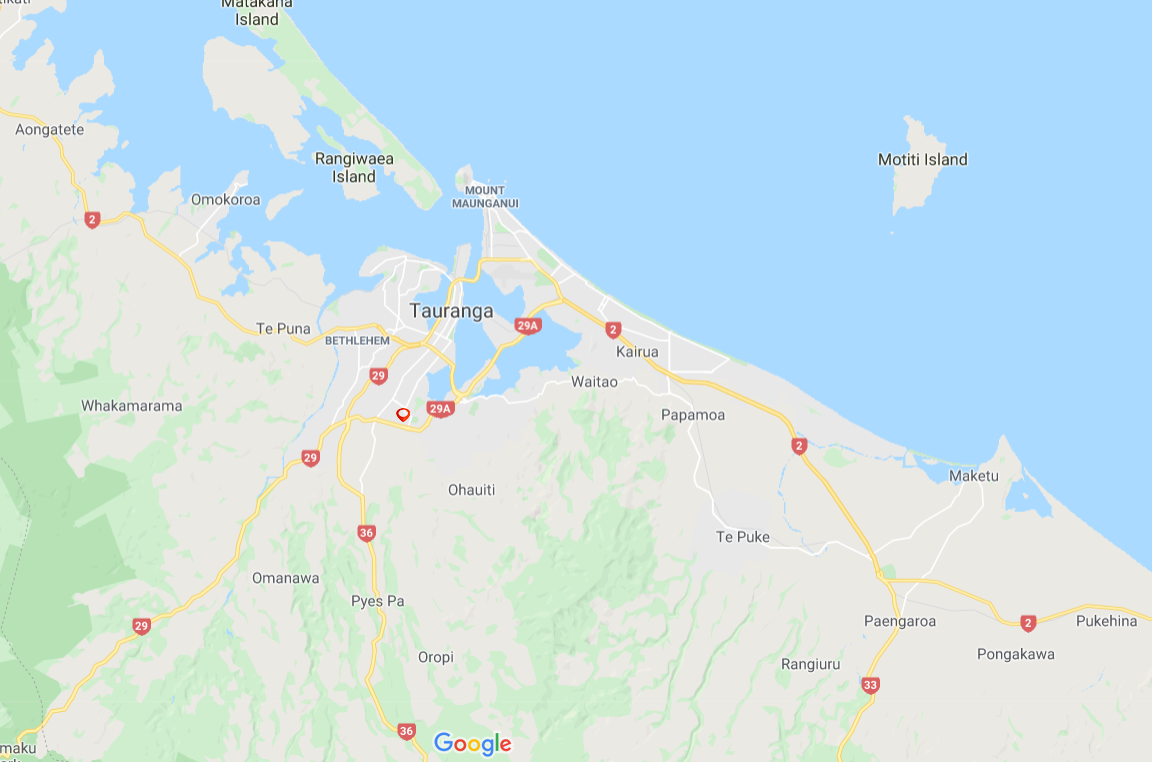 Matakana
Island
Aongatete
Rangiwaea
Island
Motiti Island
MOUNT
MAUNGANUI
Omokoroa
2
Tauranga
29A
2
Te Puna
BETHLEHEM
Kairua
29
Waitao
Whakamarama
29A
Papamoa
2
29
Maketu
Ohauiti
36
Te Puke
Omanawa
Pyes Pa
29
Paengaroa
2
Pukehina
Oropi
Rangiuru
Pongakawa
33
36
Google
maku